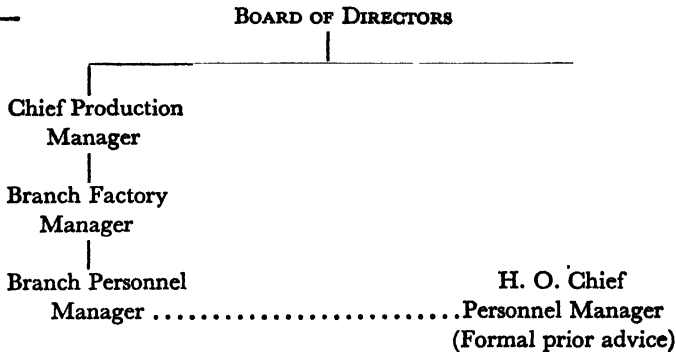 BOARD OF DIRECTORS
Chief Production
Manager
Branch Factory
Manager
Branch Personnel
Manager
H. O. Chief
Personnel Manager
(Formal prior advice)